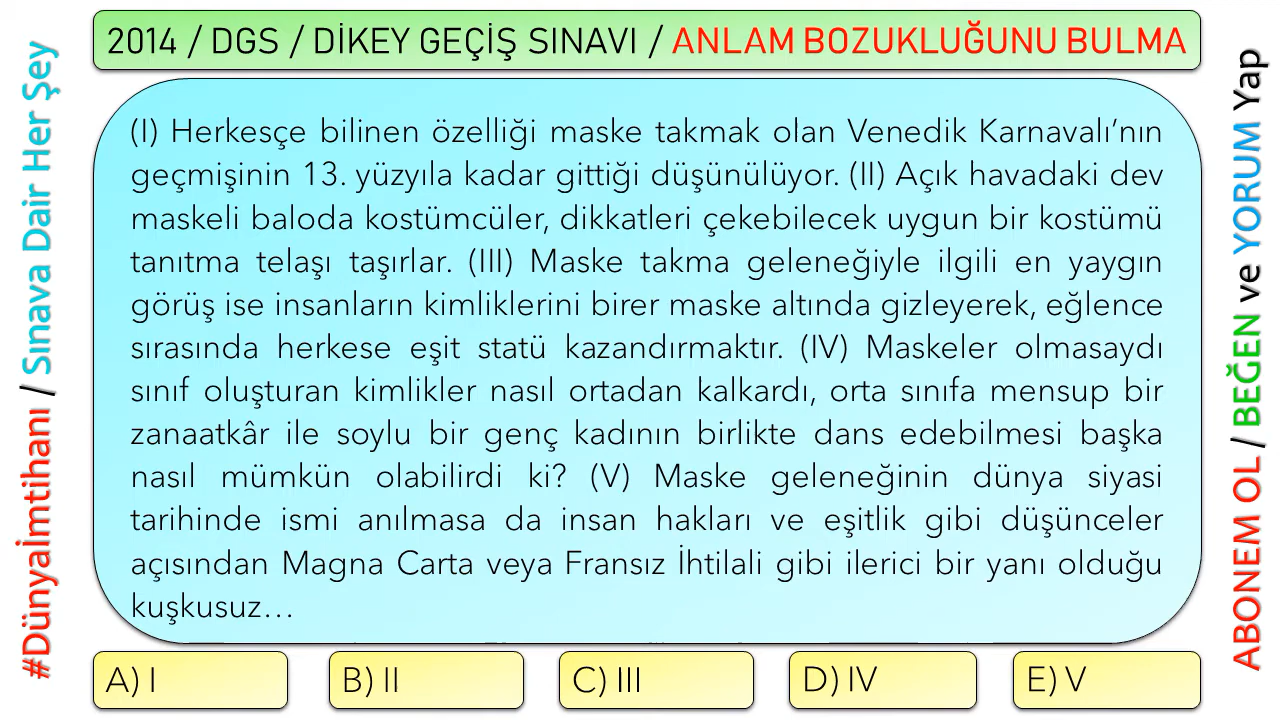 2014 / DGS / DİKEY GEÇİŞ SINAVI / ANLAM BOZUKLUĞUNU BULMA
#Dünyaİmtihanı / Sınava Dair Her Şey
(I) Herkesçe bilinen özelliği maske takmak olan Venedik Karnavalı’nın
geçmişinin 13. yüzyıla kadar gittiği düşünülüyor. (II) Açık havadaki dev
maskeli baloda kostümcüler, dikkatleri çekebilecek uygun bir kostümü
tanıtma telaşı taşırlar. (III) Maske takma geleneğiyle ilgili en yaygın
görüş ise insanların kimliklerini birer maske altında gizleyerek, eğlence
sırasında herkese eşit statü kazandırmaktır. (IV) Maskeler olmasaydı
sınıf oluşturan kimlikler nasıl ortadan kalkardı, orta sınıfa mensup bir
zanaatkâr ile soylu bir genç kadının birlikte dans edebilmesi başka
nasıl mümkün olabilirdi ki? (V) Maske geleneğinin dünya siyasi
tarihinde ismi anılmasa da insan hakları ve eşitlik gibi düşünceler
açısından Magna Carta veya Fransız İhtilali gibi ilerici bir yanı olduğu
kuşkusuz…
A) I
B) II
C) III
D) IV
E) V
ABONEM OL / BEĞEN ve YORUM Yap